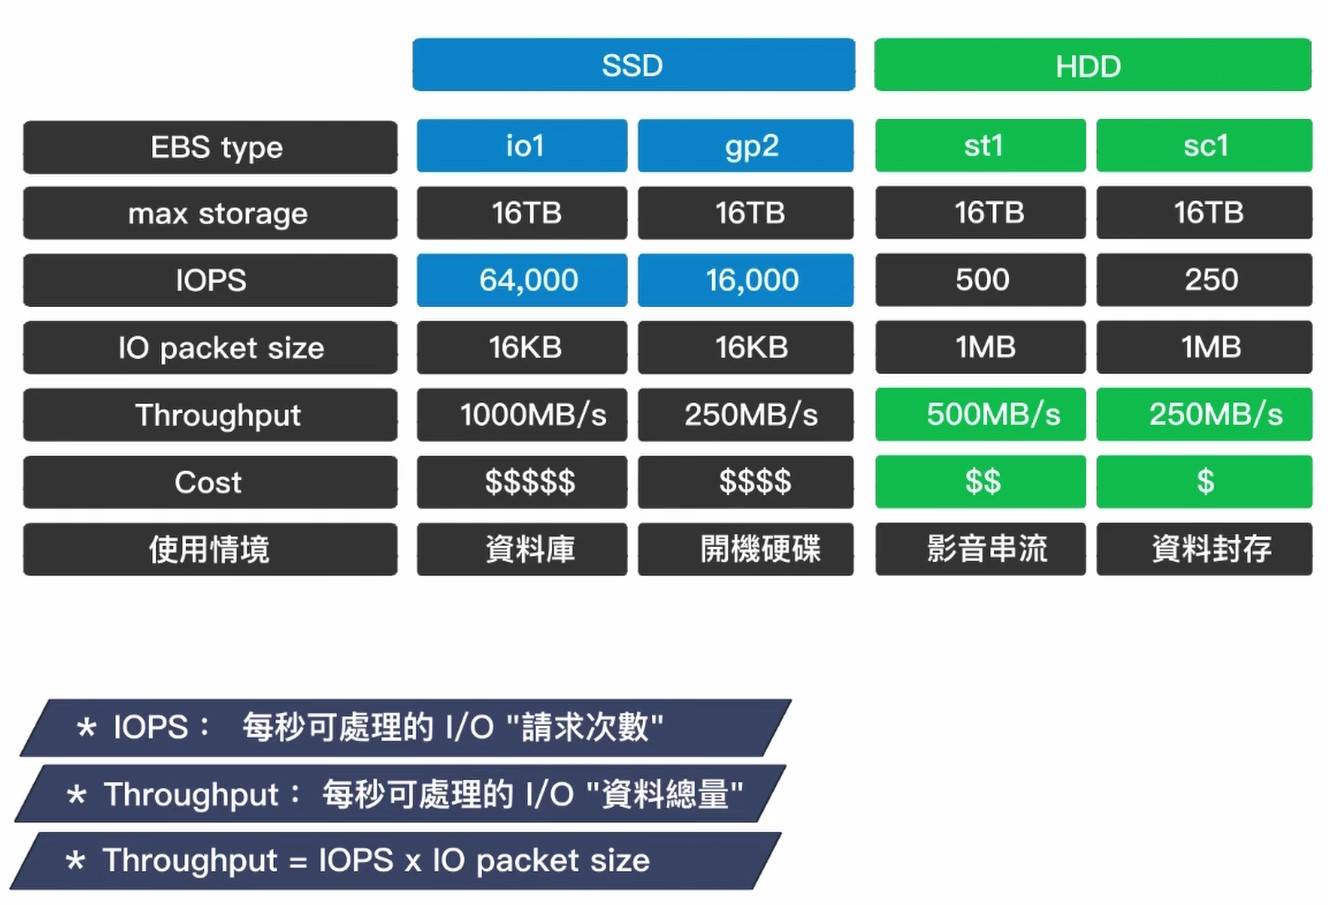 SSD HDD
EBS type io1 gp2 st1 sc1
max storage 16TB 16TB 16TB 16TB
IOPS 64,000 16,000 500 250
IO packet size 16KB 16KB 1MB 1MB
Throughput 1000MB/s 250MB/s 500MB/s 250MB/s
Cost $$$$$ $$$$ $$ $
使用情境 資料庫 開機硬碟 影音串流 資料封存
* IOPS： 每秒可處理的 I/O "請求次數"
* Throughput： 每秒可處理的 I/O "資料總量"
* Throughput = IOPS x IO packet size